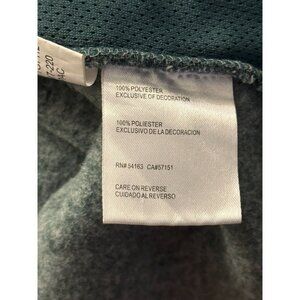 100% POLYESTER
EXCLUSIVE OF DECORATION
100% POLIESTER
EXCLUSIVO DE LA DECORACION
RN# 54163 CA#57151
CARE ON REVERSE
CUIDADO AL REVERSO